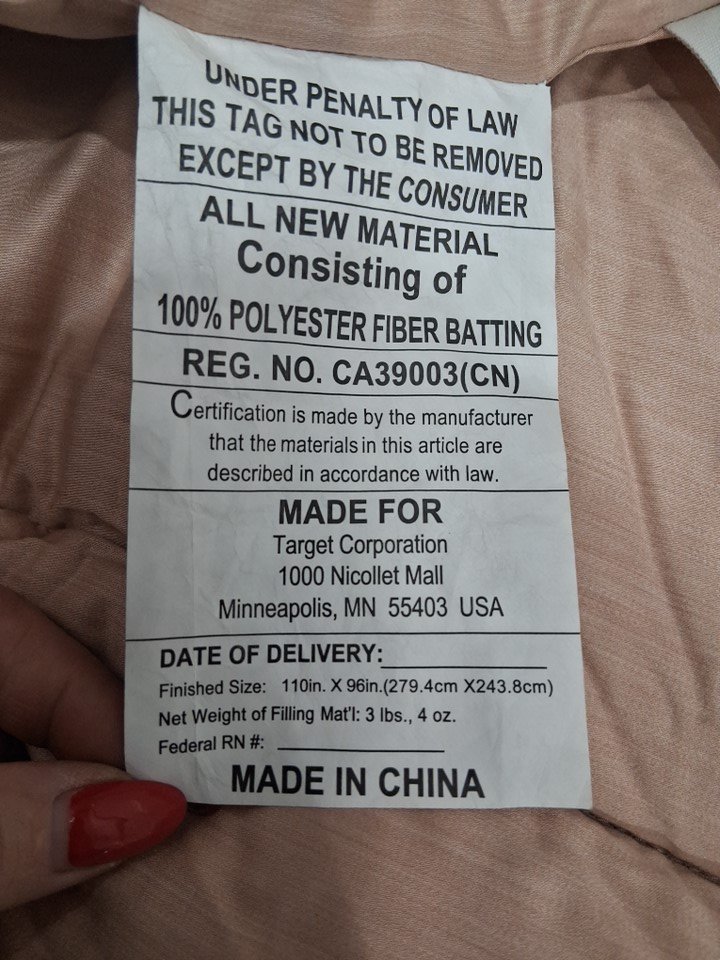 UNDER PENALTY OF LAW
THIS TAG NOT TO BE REMOVED
EXCEPT BY THE CONSUMER
ALL NEW MATERIAL
Consisting of
100% POLYESTER FIBER BATTING
REG. NO. CA39003(CN)
Certification is made by the manufacturer
that the materials in this article are
described in accordance with law.
MADE FOR
Target Corporation
1000 Nicollet Mall
Minneapolis, MN 55403 USA
DATE OF DELIVERY:
Finished Size: 110in. X 96in.(279.4cm X243.8cm)
Net Weight of Filling Mat'l: 3 lbs., 4 oz.
Federal RN #:
MADE IN CHINA